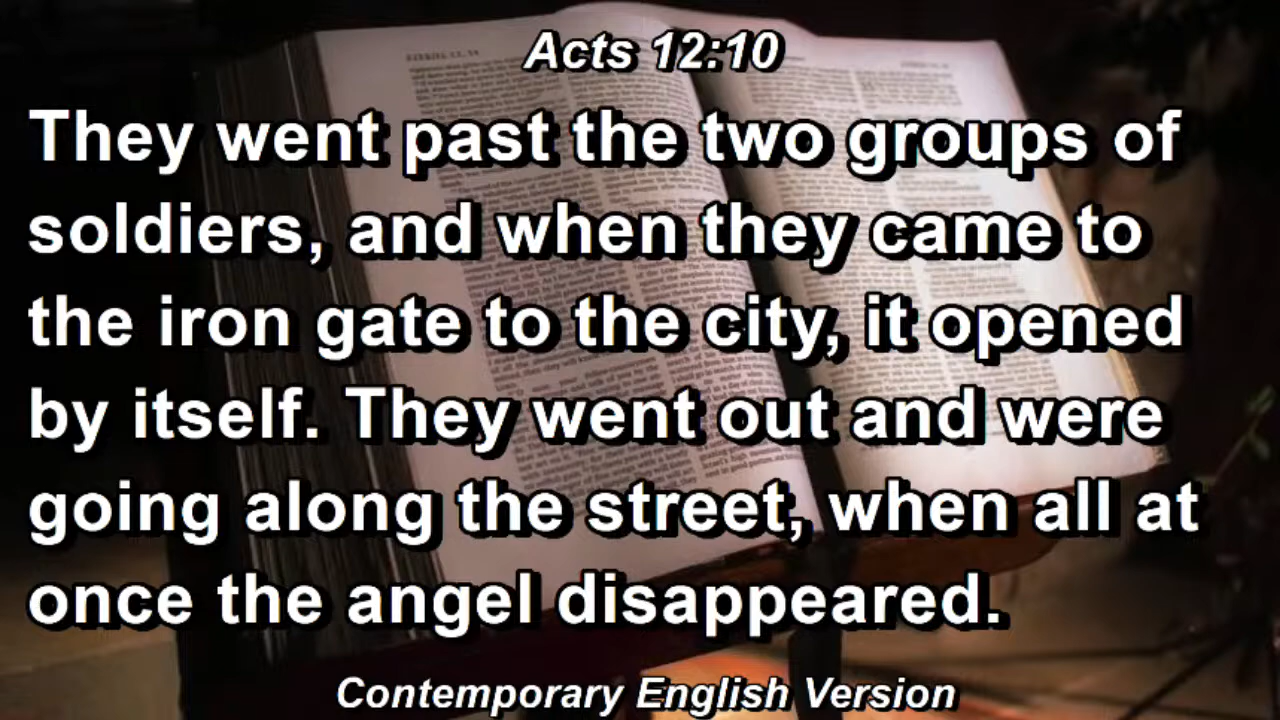 Acts 12:10
They went past the two groups of
soldiers, and when they came to
the iron gate to the city, it opened
by itself. They went out and were
going along the street, when all at
once the angel disappeared.
Contemporary English Version